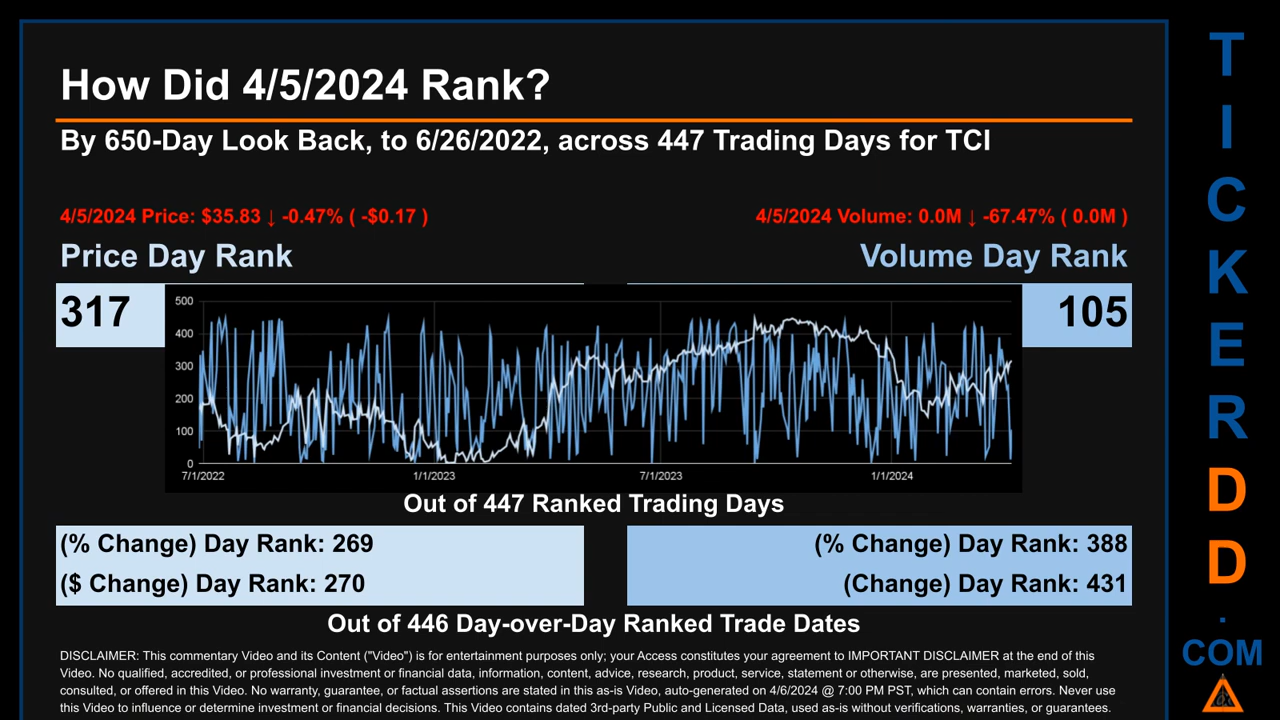 How Did 4/5/2024 Rank?
By 650-Day Look Back, to 6/26/2022, across 447 Trading Days for TCI
4/5/2024 Price: $35.83 ↓ -0.47% ( -$0.17 )
4/5/2024 Volume: 0.0M ↓ -67.47% ( 0.0M )
Price Day Rank
Volume Day Rank
317
105
500
400
300
200
100
0
7/1/2022 1/1/2023 7/1/2023 1/1/2024
Out of 447 Ranked Trading Days
(% Change) Day Rank: 269
($ Change) Day Rank: 270
(% Change) Day Rank: 388
(Change) Day Rank: 431
Out of 446 Day-over-Day Ranked Trade Dates
DISCLAIMER: This commentary Video and its Content ("Video") is for entertainment purposes only; your Access constitutes your agreement to IMPORTANT DISCLAIMER at the end of this
Video. No qualified, accredited, or professional investment or financial data, information, content, advice, research, product, service, statement or otherwise, are presented, marketed, sold,
consulted, or offered in this Video. No warranty, guarantee, or factual assertions are stated in this as-is Video, auto-generated on 4/6/2024 @ 7:00 PM PST, which can contain errors. Never use
this Video to influence or determine investment or financial decisions. This Video contains dated 3rd-party Public and Licensed Data, used as-is without verifications, warranties, or guarantees.
T
I
C
K
E
R
D
D
.
COM